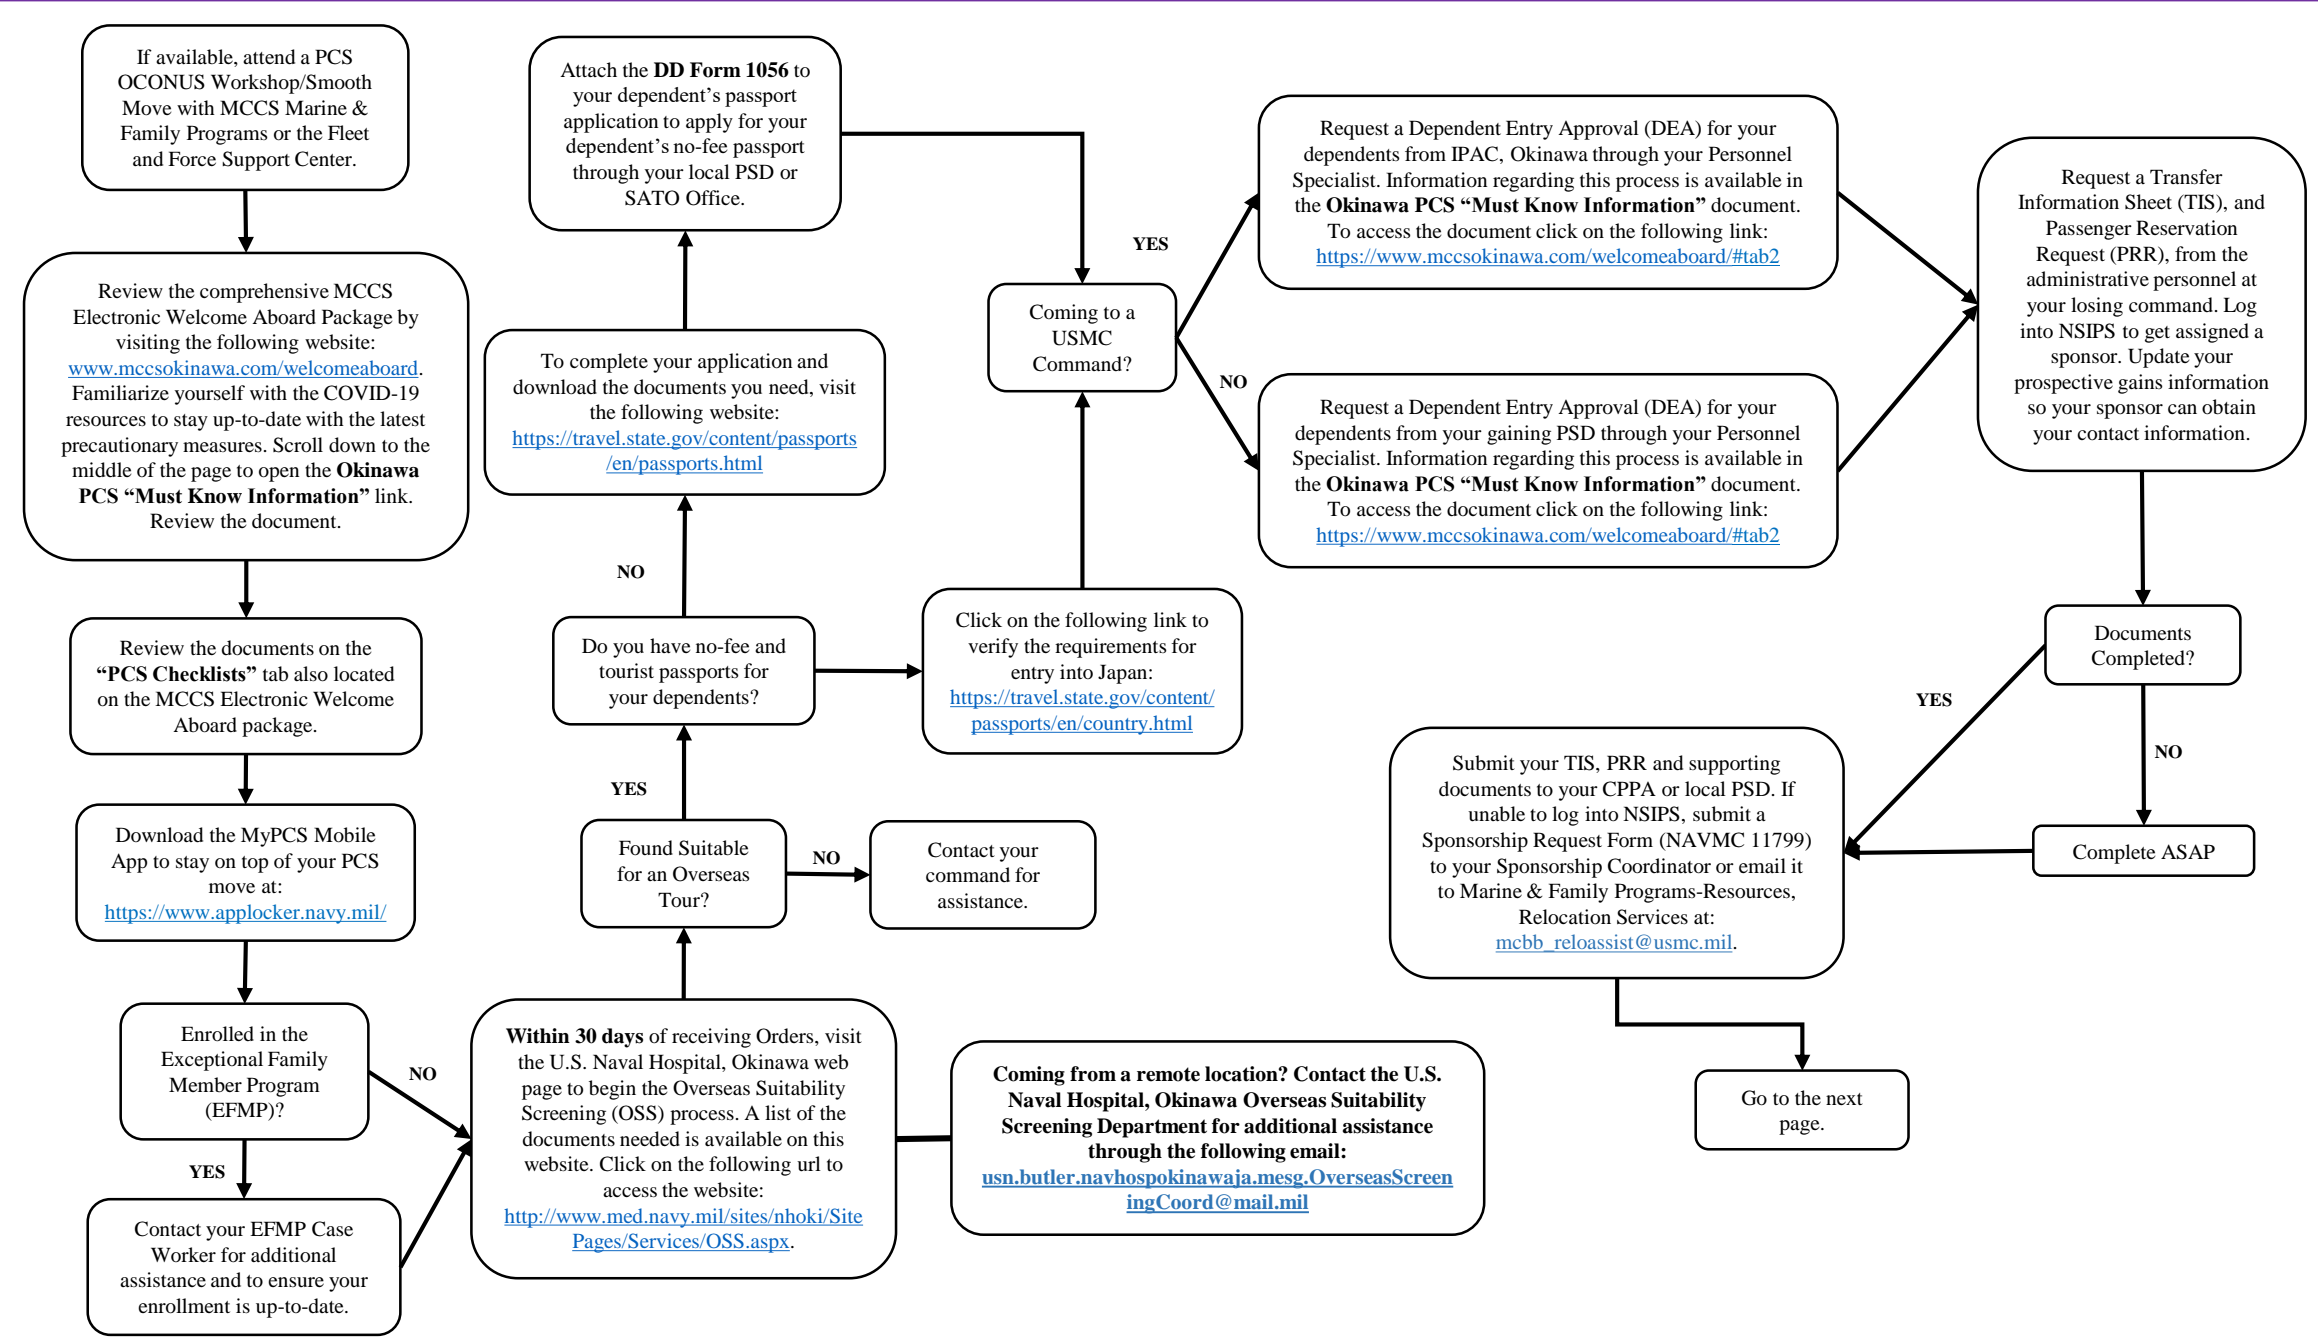 If available, attend a PCS
OCONUS Workshop/Smooth
Move with MCCS Marine &
Family Programs or the Fleet
and Force Support Center.
Review the comprehensive MCCS
Electronic Welcome Aboard Package by
visiting the following website:
www.mccsokinawa.com/welcomeaboard.
Familiarize yourself with the COVID-19
resources to stay up-to-date with the latest
precautionary measures. Scroll down to the
middle of the page to open the Okinawa
PCS “Must Know Information” link.
Review the document.
Review the documents on the
“PCS Checklists” tab also located
on the MCCS Electronic Welcome
Aboard package.
Download the MyPCS Mobile
App to stay on top of your PCS
move at:
https://www.applocker.navy.mil/
Enrolled in the
Exceptional Family
Member Program
(EFMP)?
NO
YES
Contact your EFMP Case
Worker for additional
assistance and to ensure your
enrollment is up-to-date.
Within 30 days of receiving Orders, visit
the U.S. Naval Hospital, Okinawa web
page to begin the Overseas Suitability
Screening (OSS) process. A list of the
documents needed is available on this
website. Click on the following url to
access the website:
http://www.med.navy.mil/sites/nhoki/Site
Pages/Services/OSS.aspx.
Coming from a remote location? Contact the U.S.
Naval Hospital, Okinawa Overseas Suitability
Screening Department for additional assistance
through the following email:
usn.butler.navhospokinawaja.mesg.OverseasScreen
ingCoord@mail.mil
Found Suitable
for an Overseas
Tour?
NO
Contact your
command for
assistance.
YES
Do you have no-fee and
tourist passports for
your dependents?
NO
To complete your application and
download the documents you need, visit
the following website:
https://travel.state.gov/content/passports
/en/passports.html
Attach the DD Form 1056 to
your dependent’s passport
application to apply for your
dependent’s no-fee passport
through your local PSD or
SATO Office.
Click on the following link to
verify the requirements for
entry into Japan:
https://travel.state.gov/content/
passports/en/country.html
Coming to a
USMC
Command?
YES
Request a Dependent Entry Approval (DEA) for your
dependents from IPAC, Okinawa through your Personnel
Specialist. Information regarding this process is available in
the Okinawa PCS “Must Know Information” document.
To access the document click on the following link:
https://www.mccsokinawa.com/welcomeaboard/#tab2
NO
Request a Dependent Entry Approval (DEA) for your
dependents from your gaining PSD through your Personnel
Specialist. Information regarding this process is available in
the Okinawa PCS “Must Know Information” document.
To access the document click on the following link:
https://www.mccsokinawa.com/welcomeaboard/#tab2
Request a Transfer
Information Sheet (TIS), and
Passenger Reservation
Request (PRR), from the
administrative personnel at
your losing command. Log
into NSIPS to get assigned a
sponsor. Update your
prospective gains information
so your sponsor can obtain
your contact information.
Documents
Completed?
YES
NO
Complete ASAP
Submit your TIS, PRR and supporting
documents to your CPPA or local PSD. If
unable to log into NSIPS, submit a
Sponsorship Request Form (NAVMC 11799)
to your Sponsorship Coordinator or email it
to Marine & Family Programs-Resources,
Relocation Services at:
mcbb_reloassist@usmc.mil.
Go to the next
page.